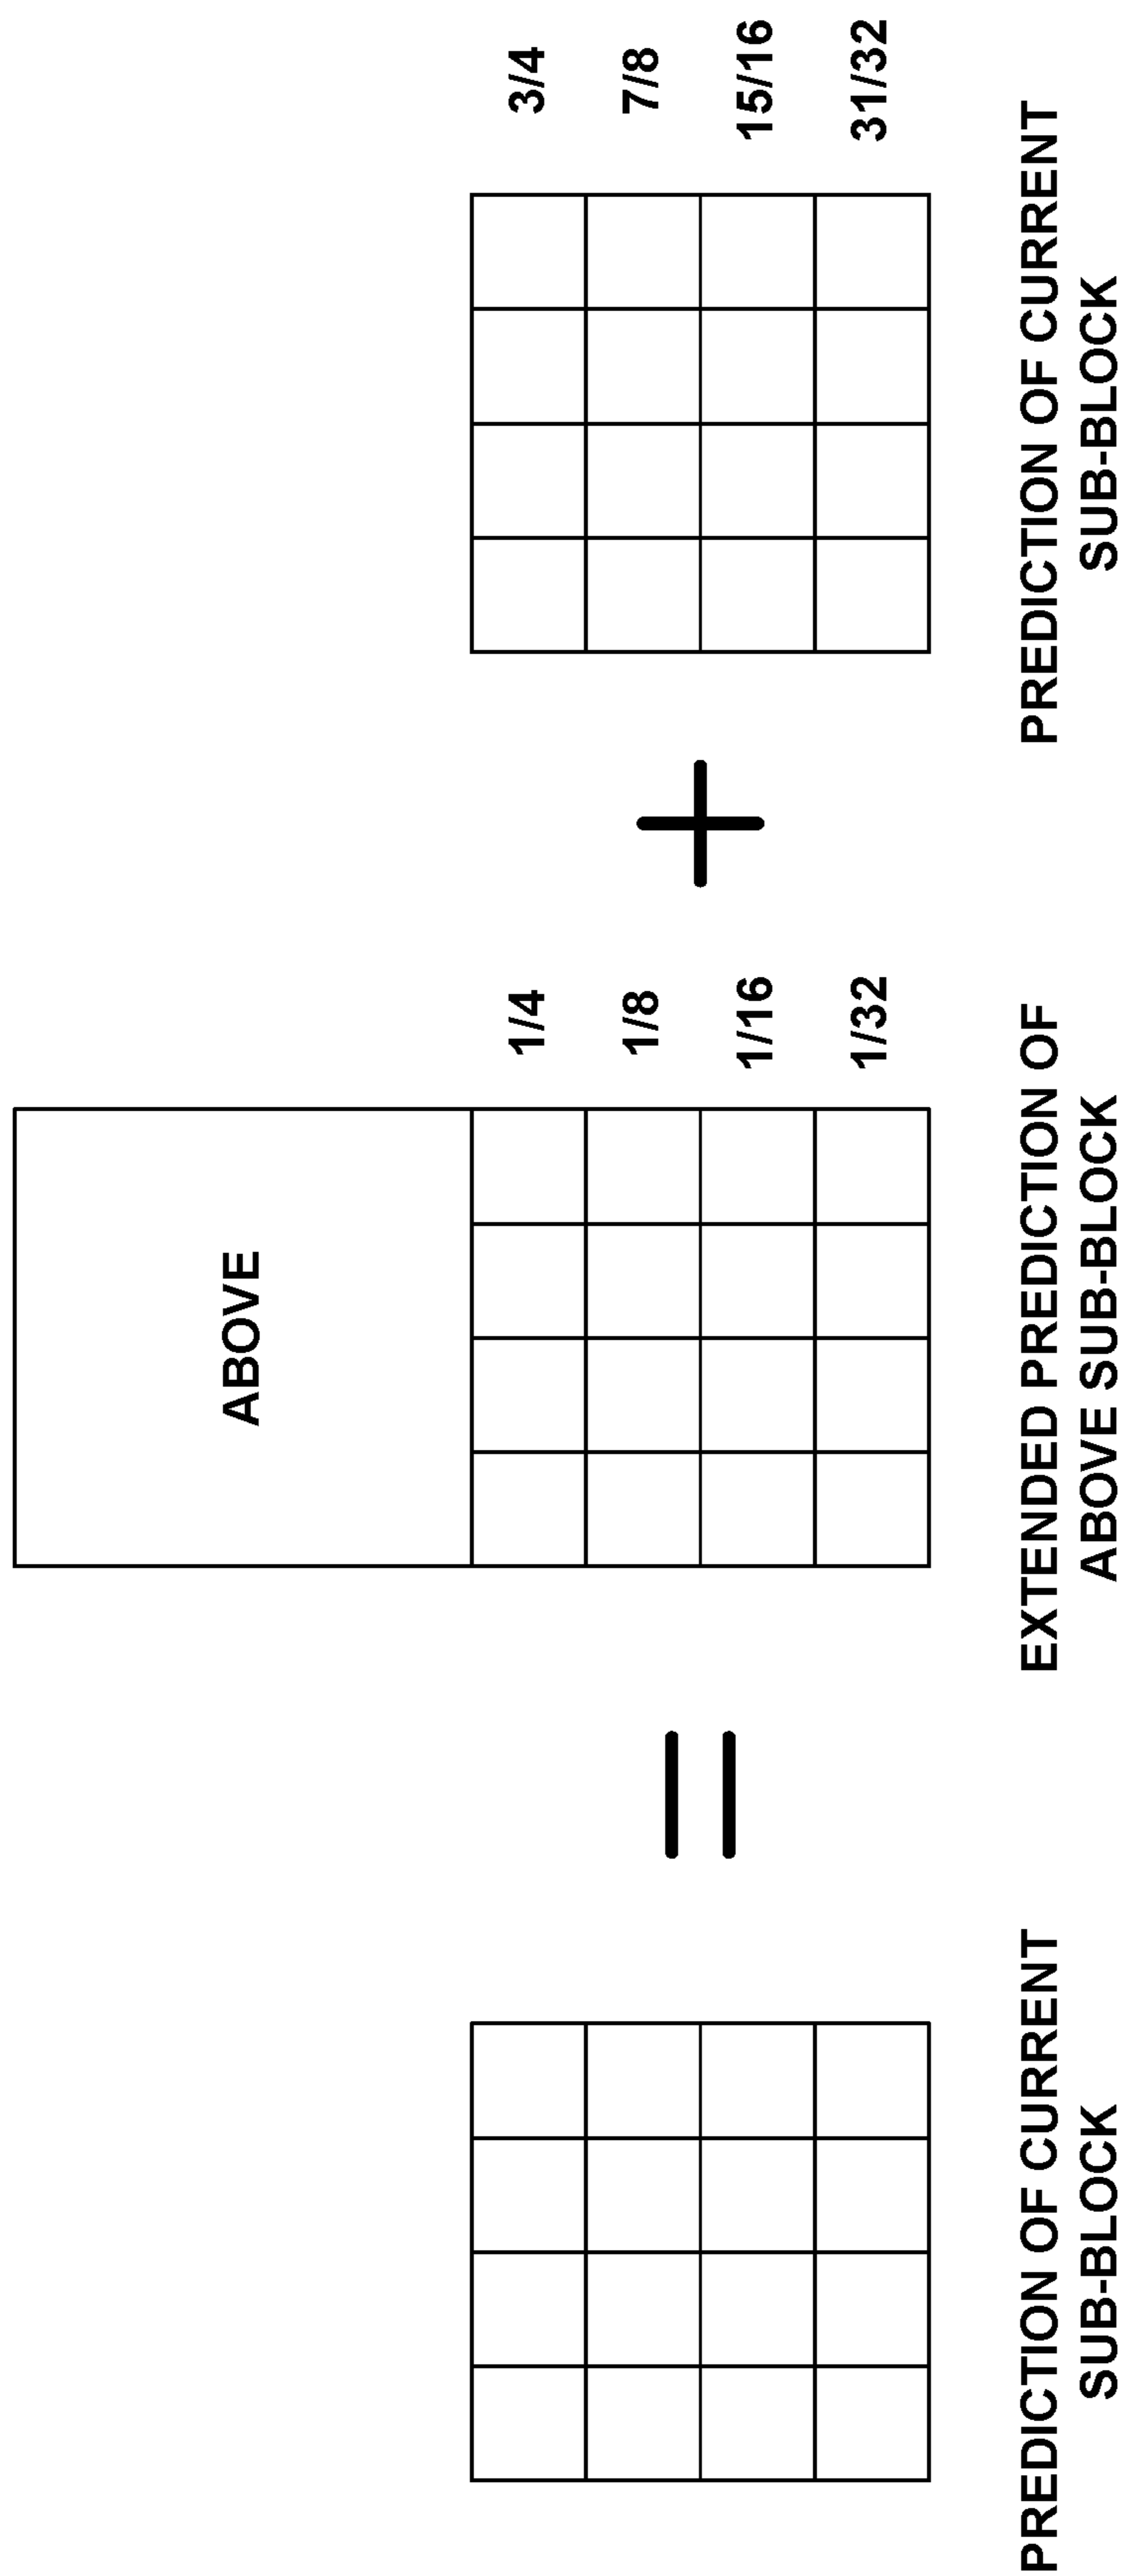 ABOVE
1/4
1/8
1/16
1/32
3/4
7/8
15/16
31/32
PREDICTION OF CURRENT
SUB-BLOCK
EXTENDED PREDICTION OF
ABOVE SUB-BLOCK
PREDICTION OF CURRENT
SUB-BLOCK